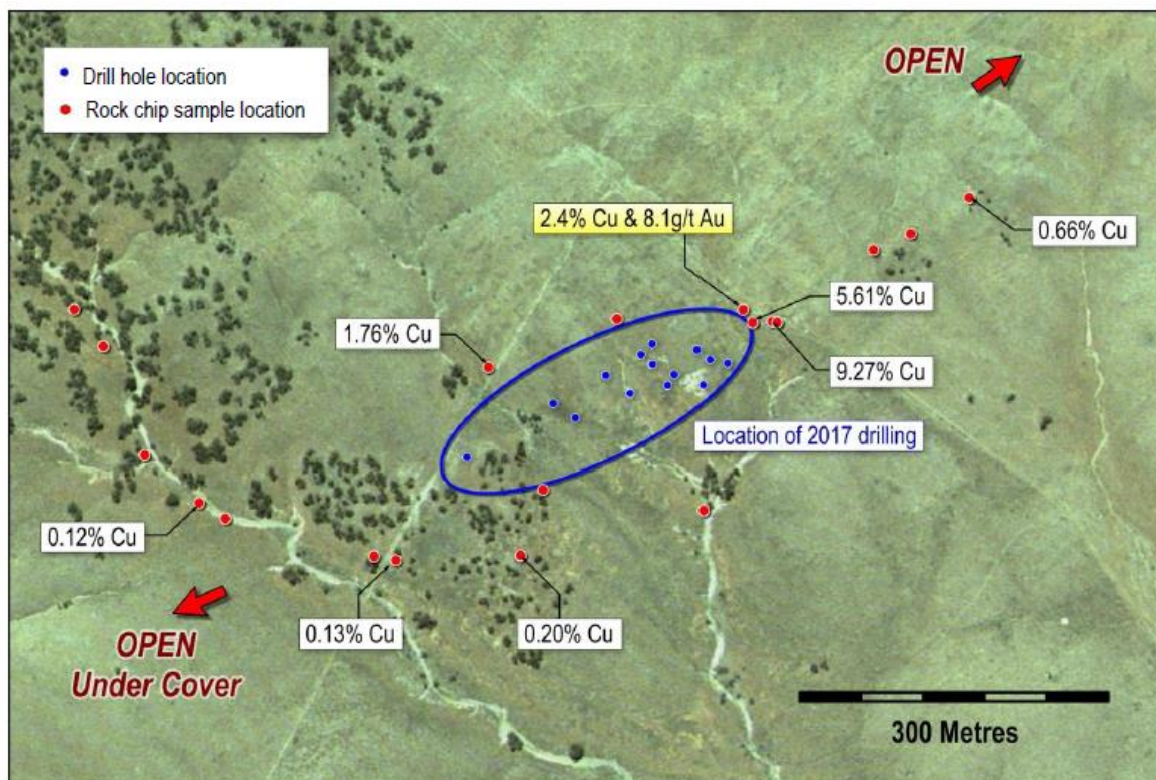 Drill hole location
Rock chip sample location
OPEN
2.4% Cu & 8.1g/t Au
0.66% Cu
5.61% Cu
1.76% Cu
9.27% Cu
Location of 2017 drilling
0.12% Cu
0.13% Cu
0.20% Cu
OPEN
Under Cover
300 Metres